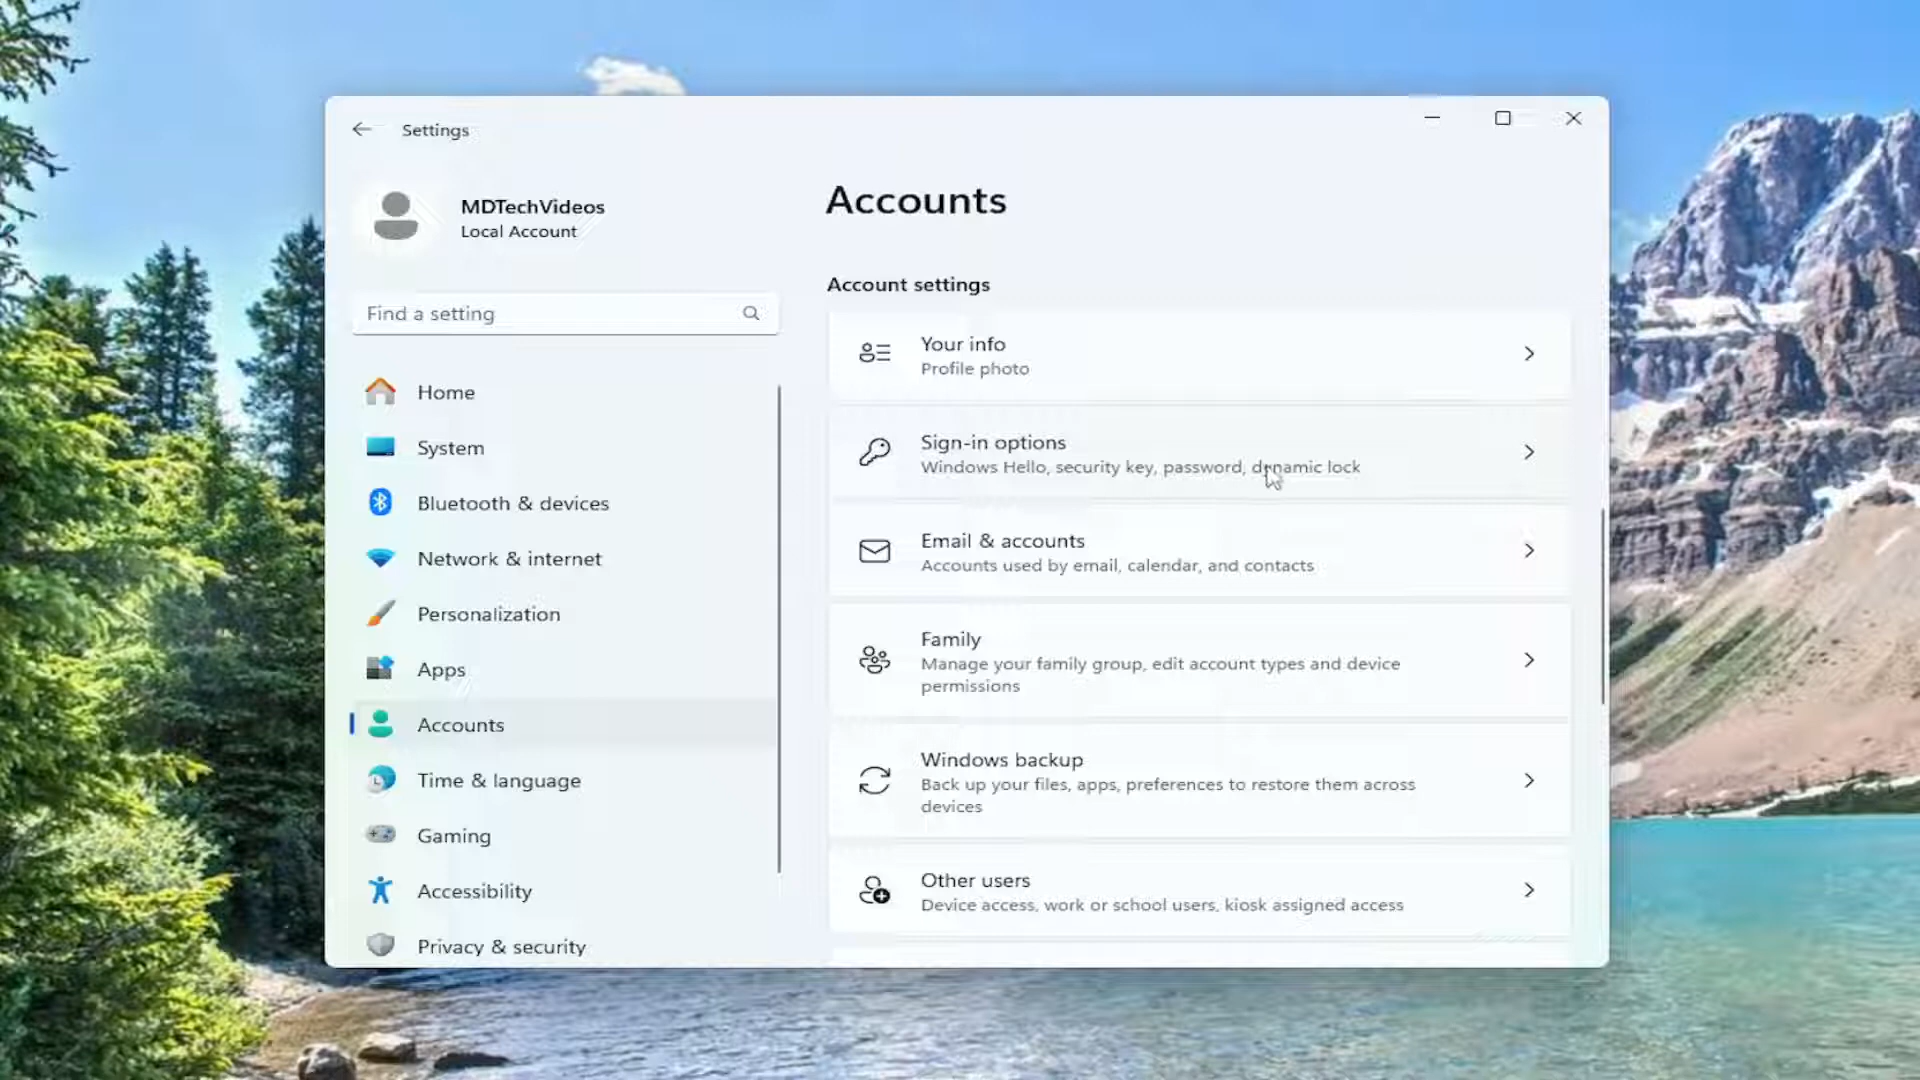 Settings
MDTechVideos
Local Account
Find a setting
Home
System
Bluetooth & devices
Network & internet
Personalization
Apps
Accounts
Time & language
Gaming
Accessibility
Privacy & security
Accounts
Account settings
Your info
Profile photo
Sign-in options
Windows Hello, security key, password, dynamic lock
Email & accounts
Accounts used by email, calendar, and contacts
Family
Manage your family group, edit account types and device
permissions
Windows backup
Back up your files, apps, preferences to restore them across
devices
Other users
Device access, work or school users, kiosk assigned access